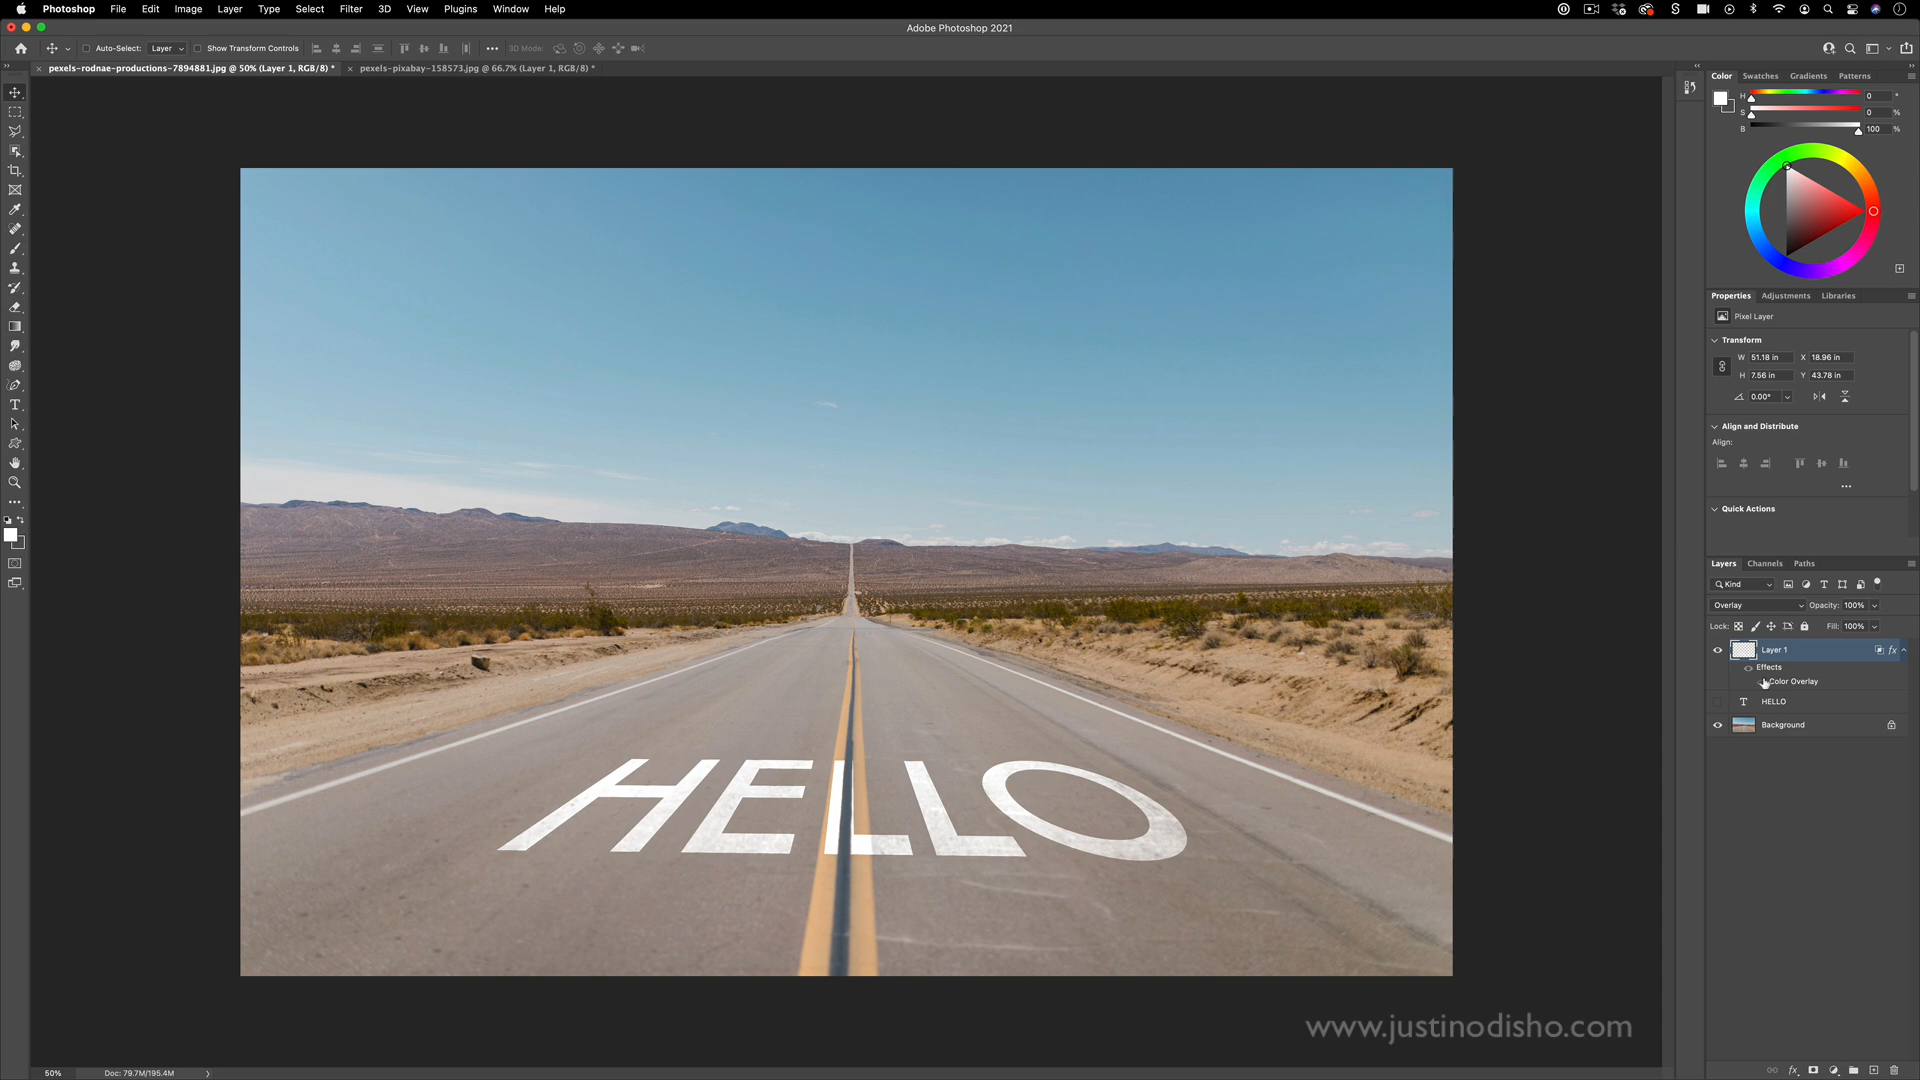 Photoshop File Edit Image Layer Type Select Filter 3D View Plugins Window Help
Adobe Photoshop 2021
Auto-Select: Layer Show Transform Controls 3D Mode:
pexels-rodnae-productions-7894881.jpg @ 50% (Layer 1, RGB/8) * pexels-pixabay-158573.jpg @ 66.7% (Layer 1, RGB/8) *
Color Swatches Gradients Patterns
H 0 °
S 0 %
B 100 %
Properties Adjustments Libraries
Pixel Layer
Transform
W 51.18 in X 18.96 in
H 7.56 in Y 43.78 in
0.00°
Align and Distribute
Align:
Quick Actions
Layers Channels Paths
Kind
Overlay Opacity: 100%
Lock: Fill: 100%
Layer 1 fx
Effects
Color Overlay
T HELLO
Background
HELLO
www.justinodisho.com
50% Doc: 79.7M/195.4M